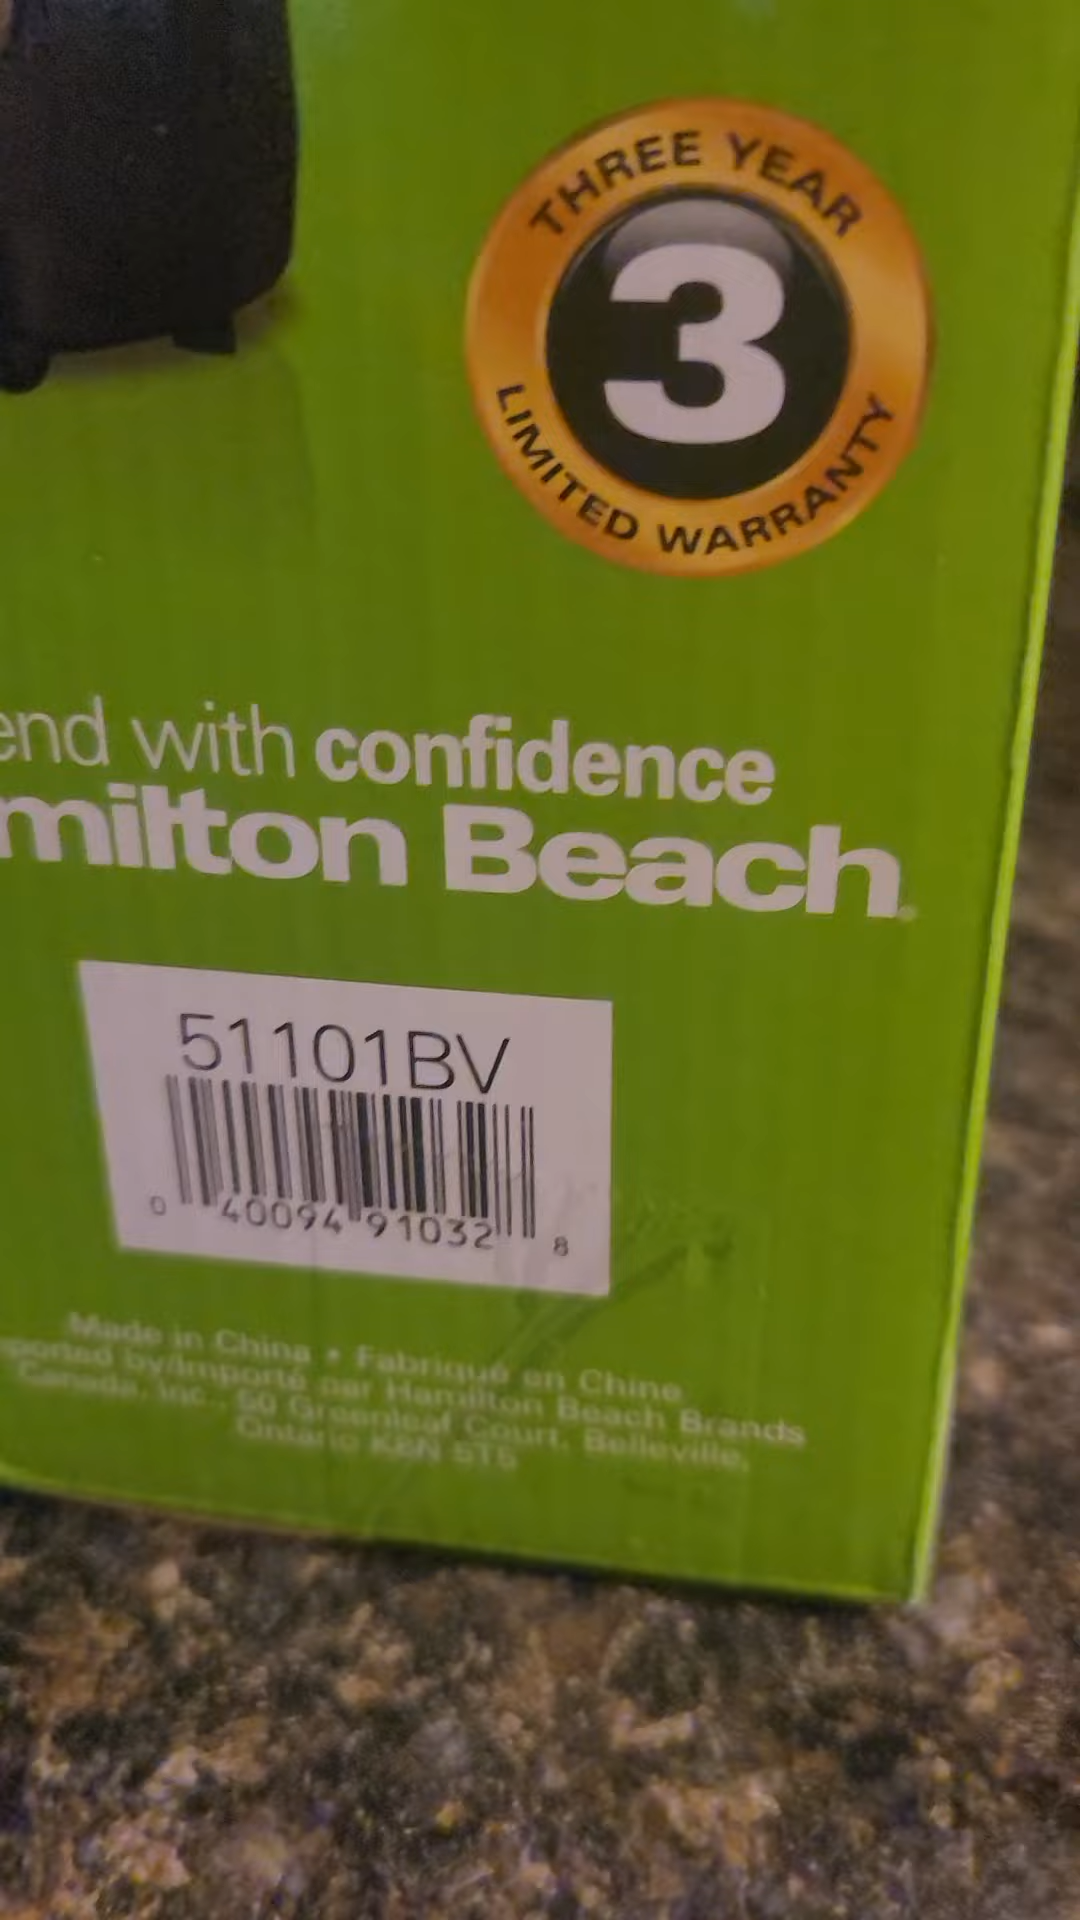 THREE YEAR
3
LIMITED WARRANTY
end with confidence
milton Beach
51101BV
0 40094 91032 8
Made in China • Fabriqué en Chine
ported by/Importé par Hamilton Beach Brands
Canada, Inc., 50 Greenleaf Court, Belleville,
Ontario K8N 5T5